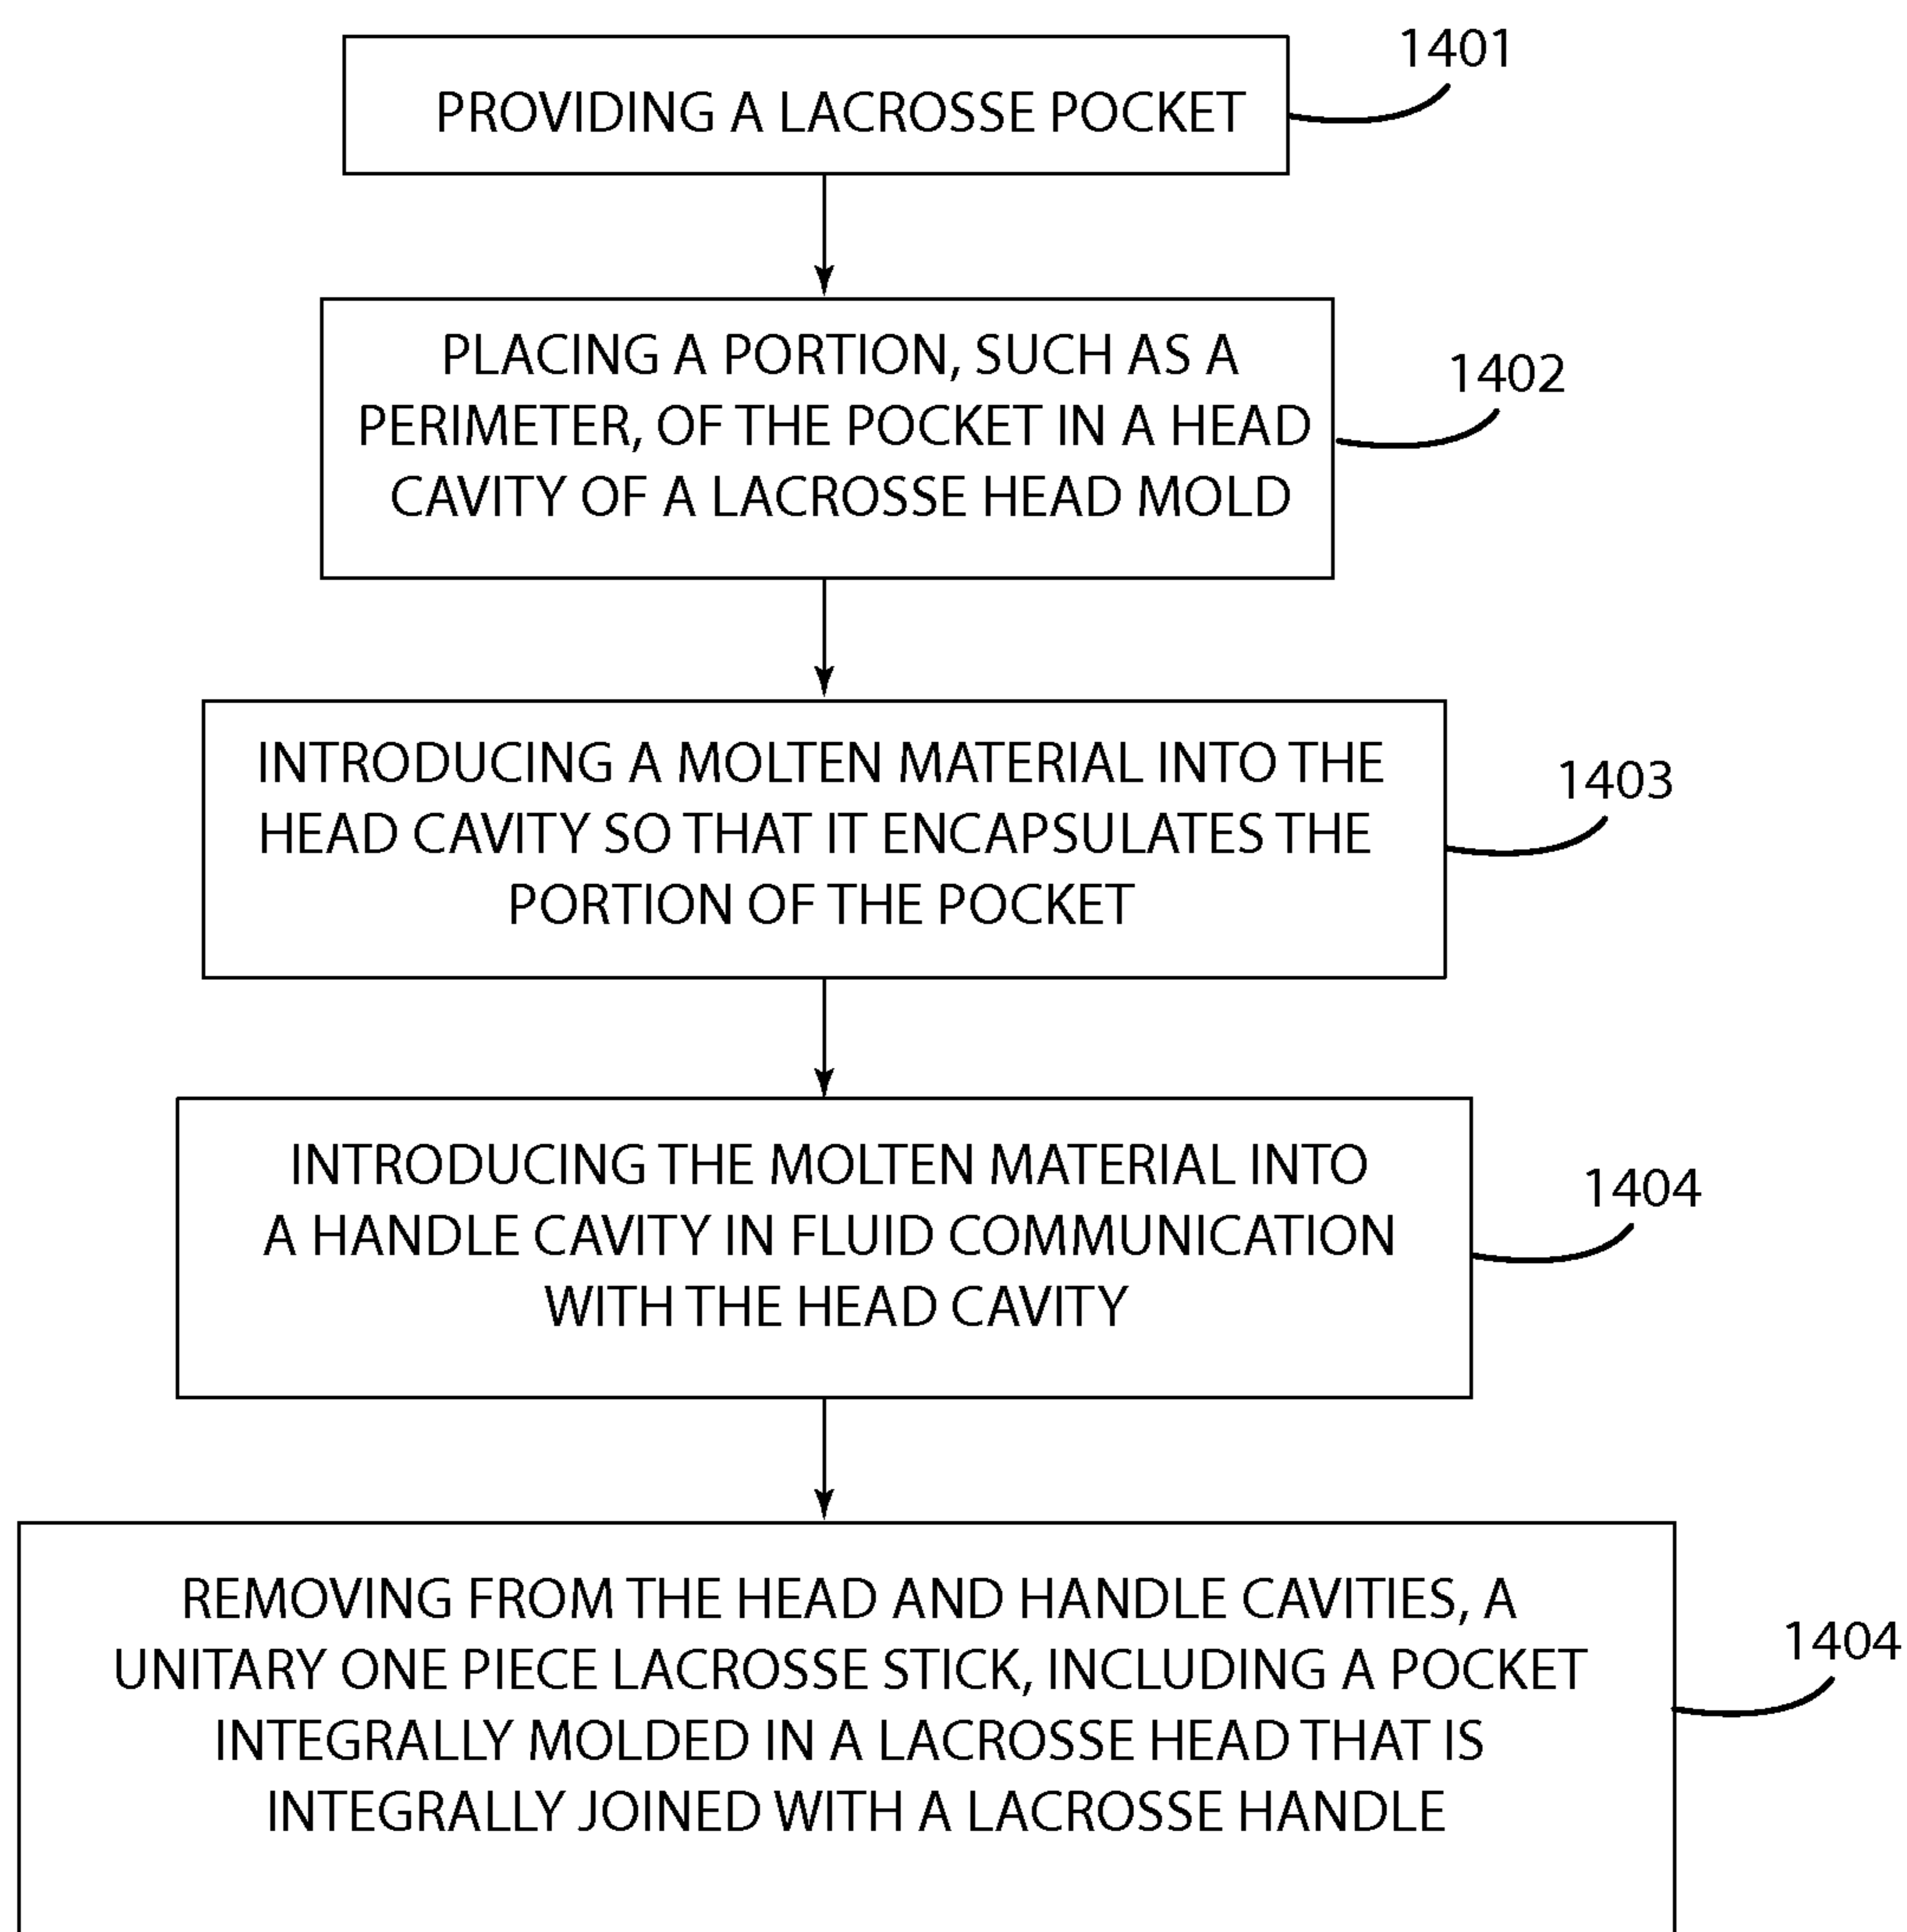 1401
PROVIDING A LACROSSE POCKET
1402
PLACING A PORTION, SUCH AS A
PERIMETER, OF THE POCKET IN A HEAD
CAVITY OF A LACROSSE HEAD MOLD
1403
INTRODUCING A MOLTEN MATERIAL INTO THE
HEAD CAVITY SO THAT IT ENCAPSULATES THE
PORTION OF THE POCKET
1404
INTRODUCING THE MOLTEN MATERIAL INTO
A HANDLE CAVITY IN FLUID COMMUNICATION
WITH THE HEAD CAVITY
1404
REMOVING FROM THE HEAD AND HANDLE CAVITIES, A
UNITARY ONE PIECE LACROSSE STICK, INCLUDING A POCKET
INTEGRALLY MOLDED IN A LACROSSE HEAD THAT IS
INTEGRALLY JOINED WITH A LACROSSE HANDLE